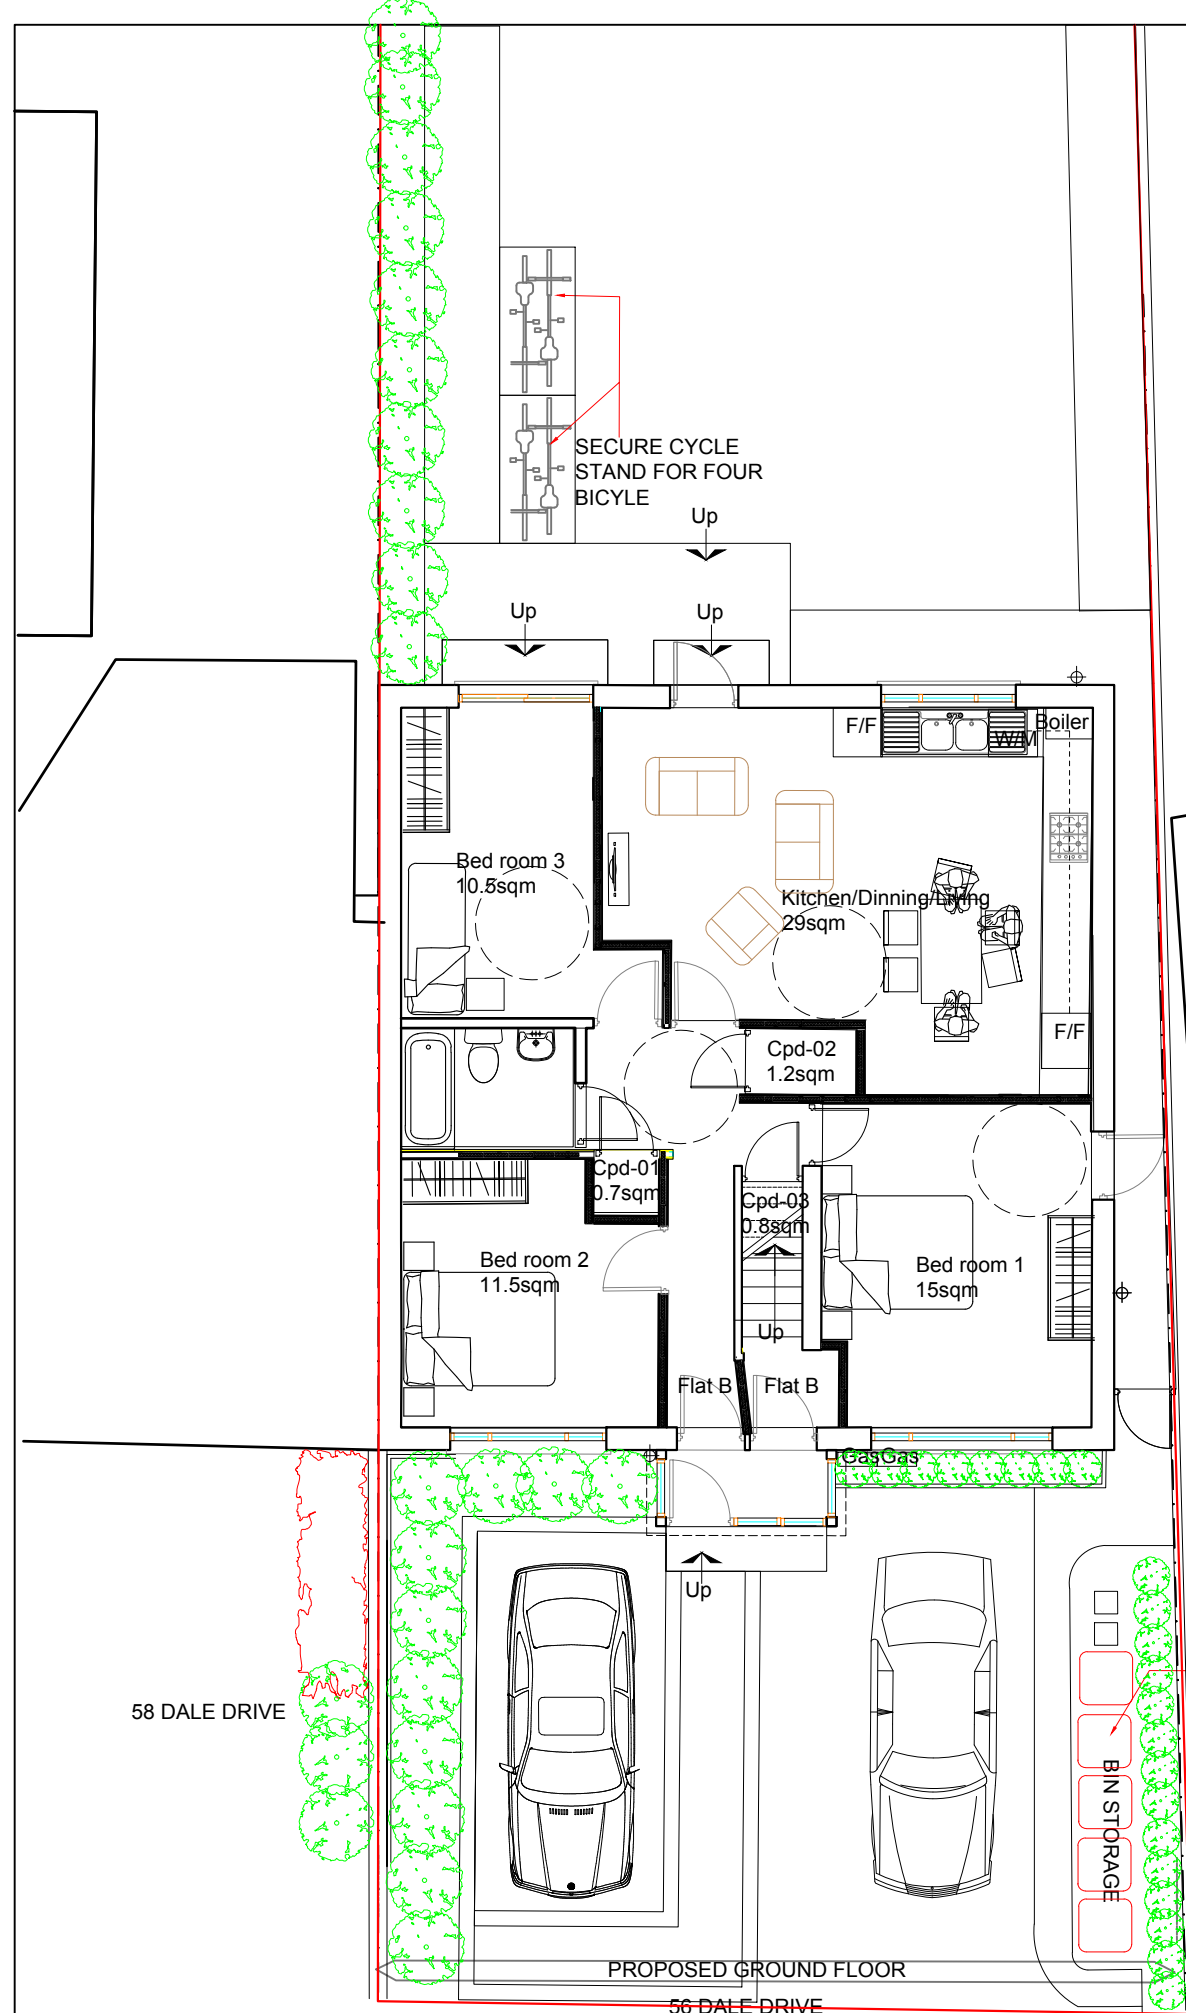 SECURE CYCLE
STAND FOR FOUR
BICYLE
Up
Up
Up
F/F
W/M
Boiler
Bed room 3
10.5sqm
Kitchen/Dinning/Living
29sqm
F/F
Cpd-02
1.2sqm
Cpd-01
0.7sqm
Cpd-03
0.8sqm
Bed room 2
11.5sqm
Bed room 1
15sqm
Up
Flat B
Flat B
GasGas
Up
58 DALE DRIVE
BIN STORAGE
PROPOSED GROUND FLOOR
56 DALE DRIVE